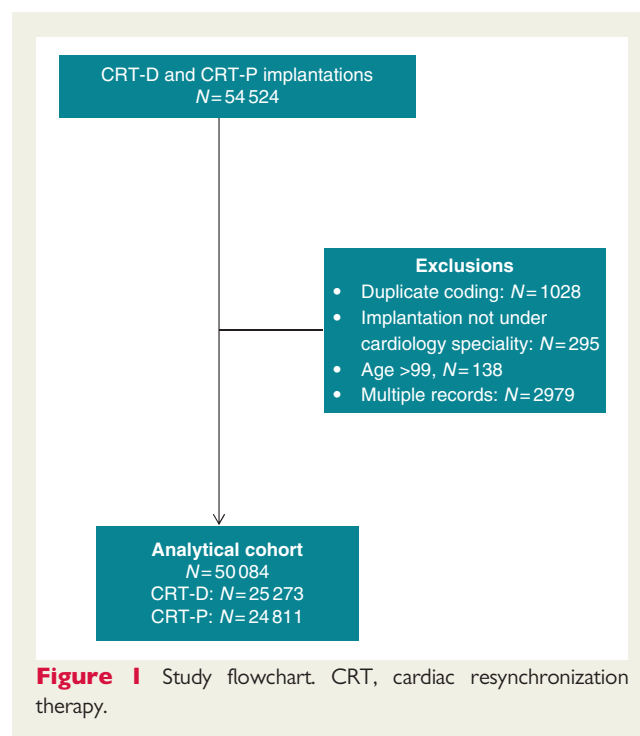 CRT-D and CRT-P implantations
N=54 524
Exclusions
• Duplicate coding: N=1028
• Implantation not under
cardiology speciality: N=295
• Age >99, N=138
• Multiple records: N=2979
Analytical cohort
N=50 084
CRT-D: N=25 273
CRT-P: N=24 811
Figure 1 Study flowchart. CRT, cardiac resynchronization
therapy.